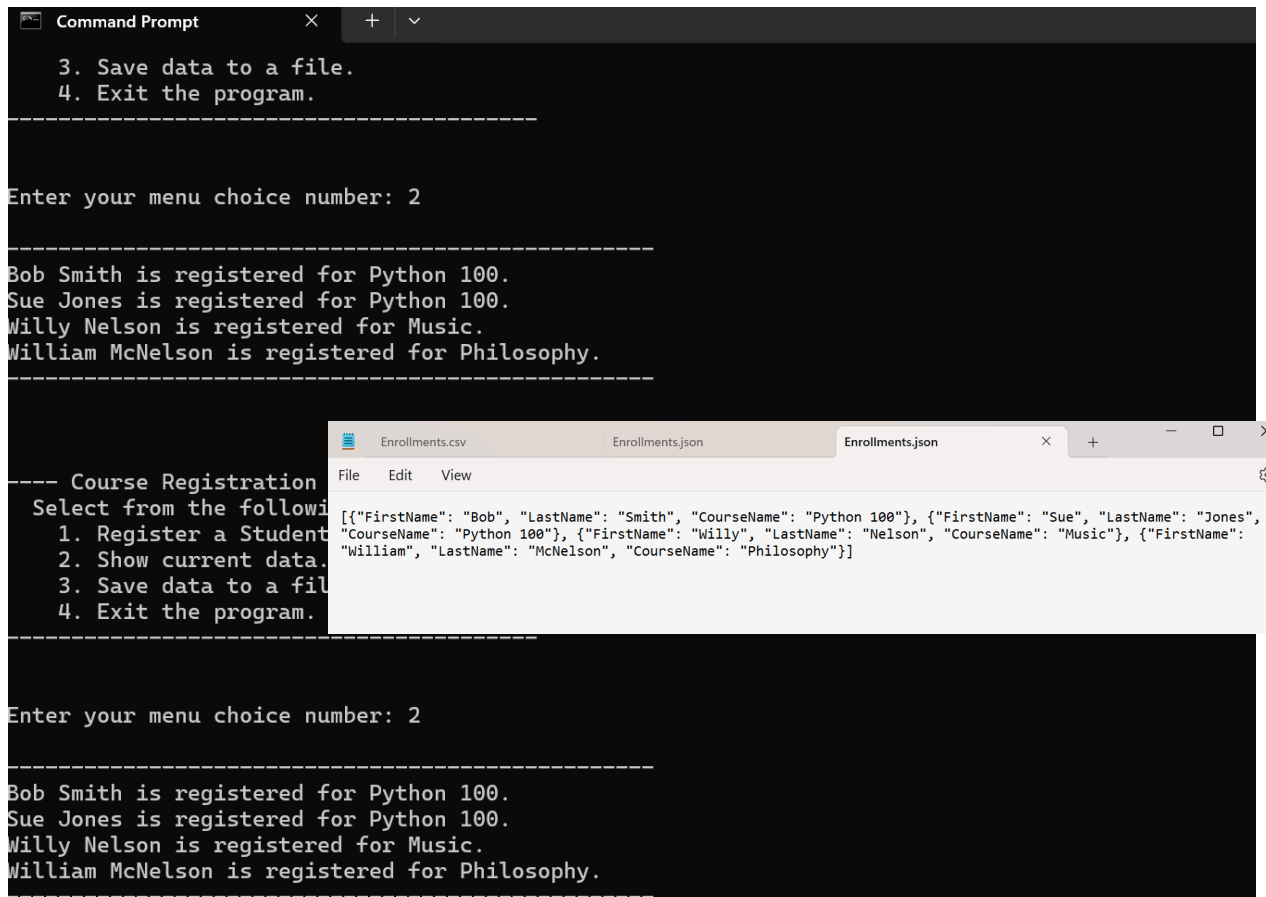 Command Prompt
3. Save data to a file.
4. Exit the program.
-----------------------------------------
Enter your menu choice number: 2
--------------------------------------------------
Bob Smith is registered for Python 100.
Sue Jones is registered for Python 100.
Willy Nelson is registered for Music.
William McNelson is registered for Philosophy.
--------------------------------------------------
---- Course Registration
Select from the followi
1. Register a Student
2. Show current data.
3. Save data to a fil
4. Exit the program.
-----------------------------------------
Enrollments.csv Enrollments.json Enrollments.json
File Edit View
[{"FirstName": "Bob", "LastName": "Smith", "CourseName": "Python 100"}, {"FirstName": "Sue", "LastName": "Jones",
"CourseName": "Python 100"}, {"FirstName": "Willy", "LastName": "Nelson", "CourseName": "Music"}, {"FirstName":
"William", "LastName": "McNelson", "CourseName": "Philosophy"}]
Enter your menu choice number: 2
--------------------------------------------------
Bob Smith is registered for Python 100.
Sue Jones is registered for Python 100.
Willy Nelson is registered for Music.
William McNelson is registered for Philosophy.
--------------------------------------------------